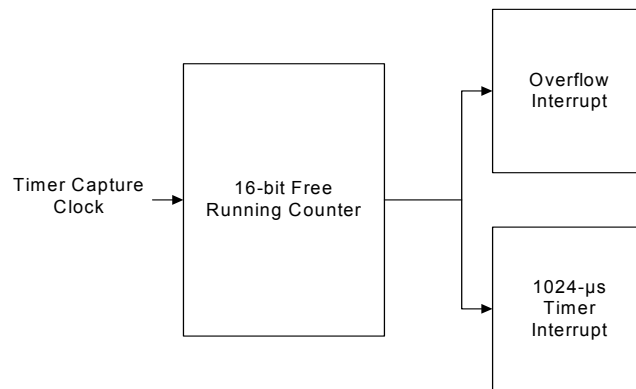 Timer Capture
Clock
16-bit Free
Running Counter
Overflow
Interrupt
1024-µs
Timer
Interrupt